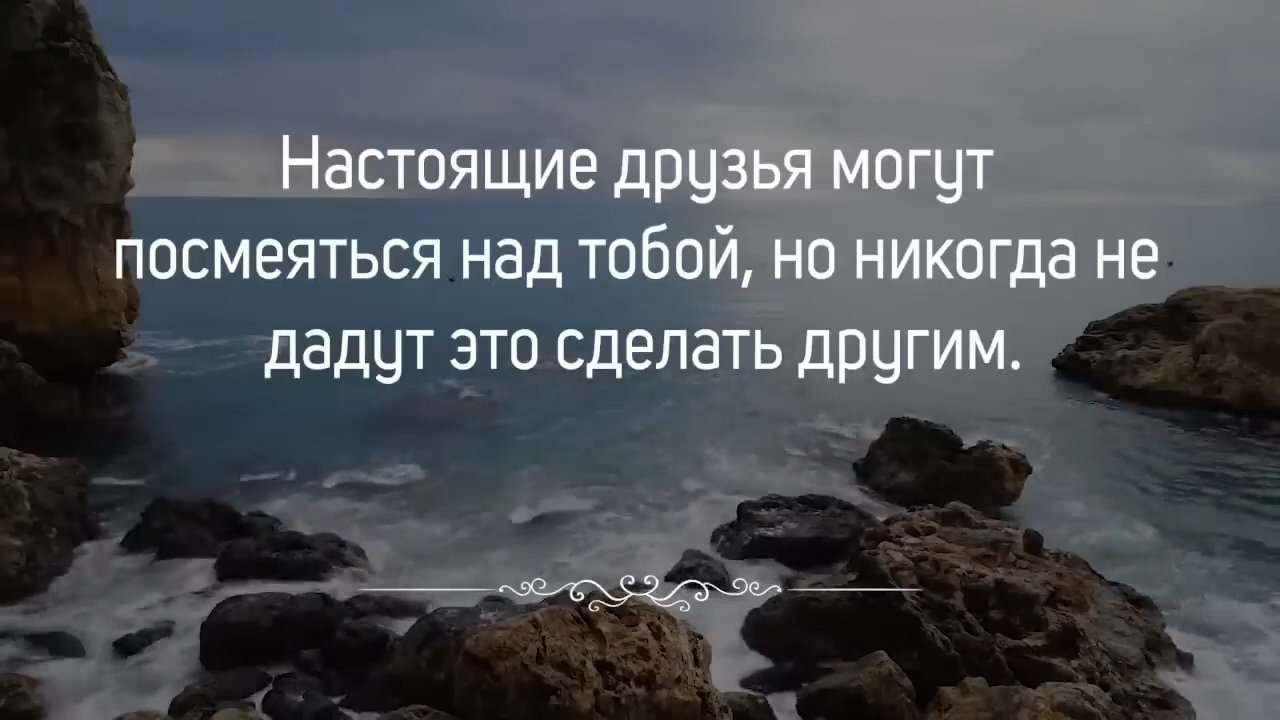 Настоящие друзья могут
посмеяться над тобой, но никогда не
дадут это сделать другим.